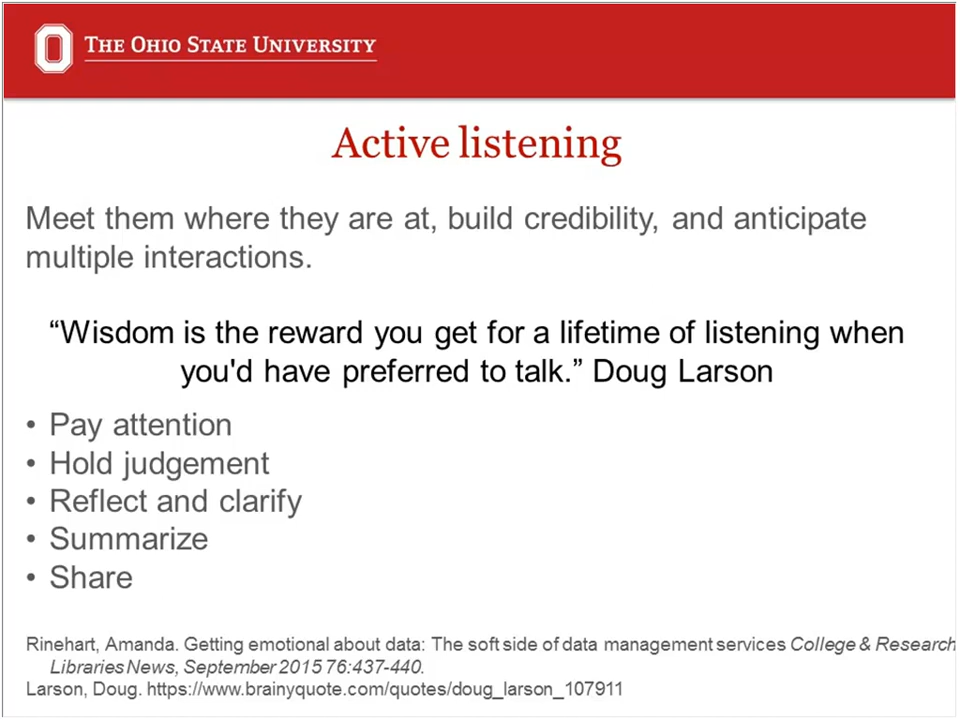 THE OHIO STATE UNIVERSITY
Active listening
Meet them where they are at, build credibility, and anticipate
multiple interactions.
“Wisdom is the reward you get for a lifetime of listening when
you'd have preferred to talk.” Doug Larson
• Pay attention
• Hold judgement
• Reflect and clarify
• Summarize
• Share
Rinehart, Amanda. Getting emotional about data: The soft side of data management services College & Research
Libraries News, September 2015 76:437-440.
Larson, Doug. https://www.brainyquote.com/quotes/doug_larson_107911